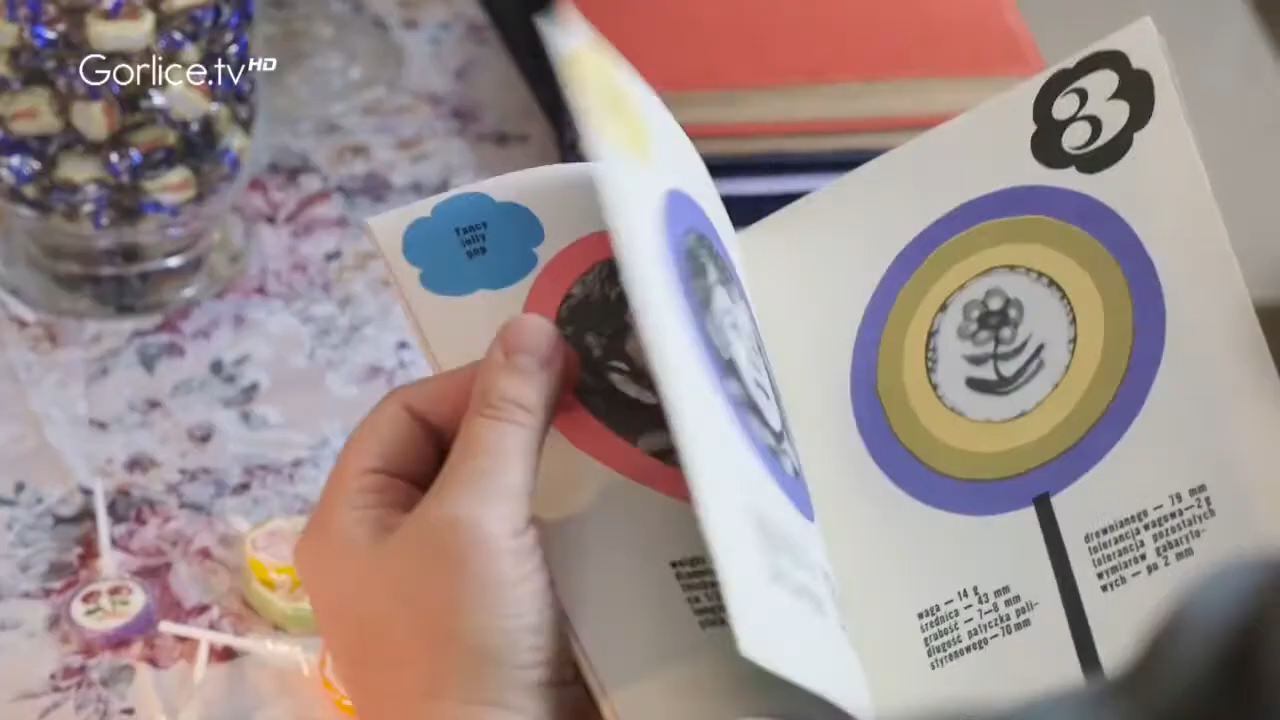 Gorlice.tv HD
fancy
jelly
pop
3
waga — 14 g
średnica — 43 mm
grubość — 7—8 mm
długość patyczka poli-
styrenowego—70 mm
drewnianego — 79 mm
tolerancja wagowa—2 g
tolerancja pozostałych
wymiarów gabaryto-
wych — po 2 mm